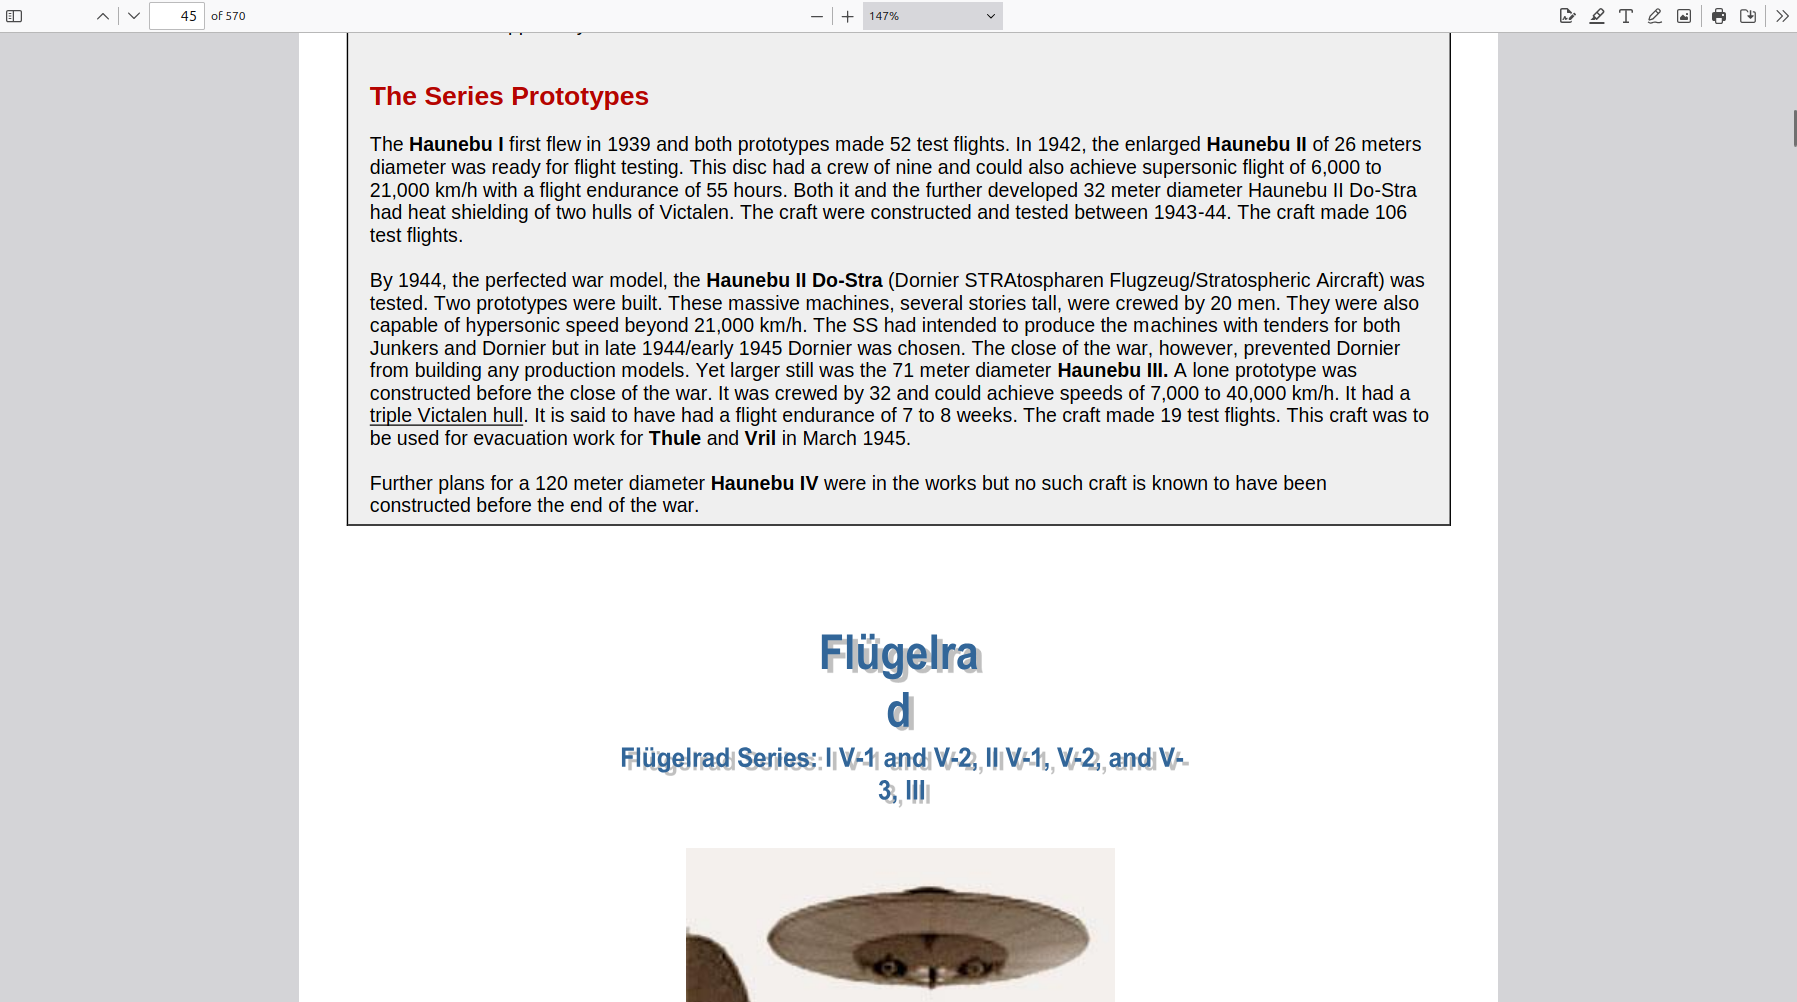 45 of 570
147%
The Series Prototypes
The Haunebu I first flew in 1939 and both prototypes made 52 test flights. In 1942, the enlarged Haunebu II of 26 meters
diameter was ready for flight testing. This disc had a crew of nine and could also achieve supersonic flight of 6,000 to
21,000 km/h with a flight endurance of 55 hours. Both it and the further developed 32 meter diameter Haunebu II Do-Stra
had heat shielding of two hulls of Victalen. The craft were constructed and tested between 1943-44. The craft made 106
test flights.
By 1944, the perfected war model, the Haunebu II Do-Stra (Dornier STRAtospharen Flugzeug/Stratospheric Aircraft) was
tested. Two prototypes were built. These massive machines, several stories tall, were crewed by 20 men. They were also
capable of hypersonic speed beyond 21,000 km/h. The SS had intended to produce the machines with tenders for both
Junkers and Dornier but in late 1944/early 1945 Dornier was chosen. The close of the war, however, prevented Dornier
from building any production models. Yet larger still was the 71 meter diameter Haunebu III. A lone prototype was
constructed before the close of the war. It was crewed by 32 and could achieve speeds of 7,000 to 40,000 km/h. It had a
triple Victalen hull. It is said to have had a flight endurance of 7 to 8 weeks. The craft made 19 test flights. This craft was to
be used for evacuation work for Thule and Vril in March 1945.
Further plans for a 120 meter diameter Haunebu IV were in the works but no such craft is known to have been
constructed before the end of the war.
Flügelra
d
Flügelrad Series: I V-1 and V-2, II V-1, V-2, and V-
3, III